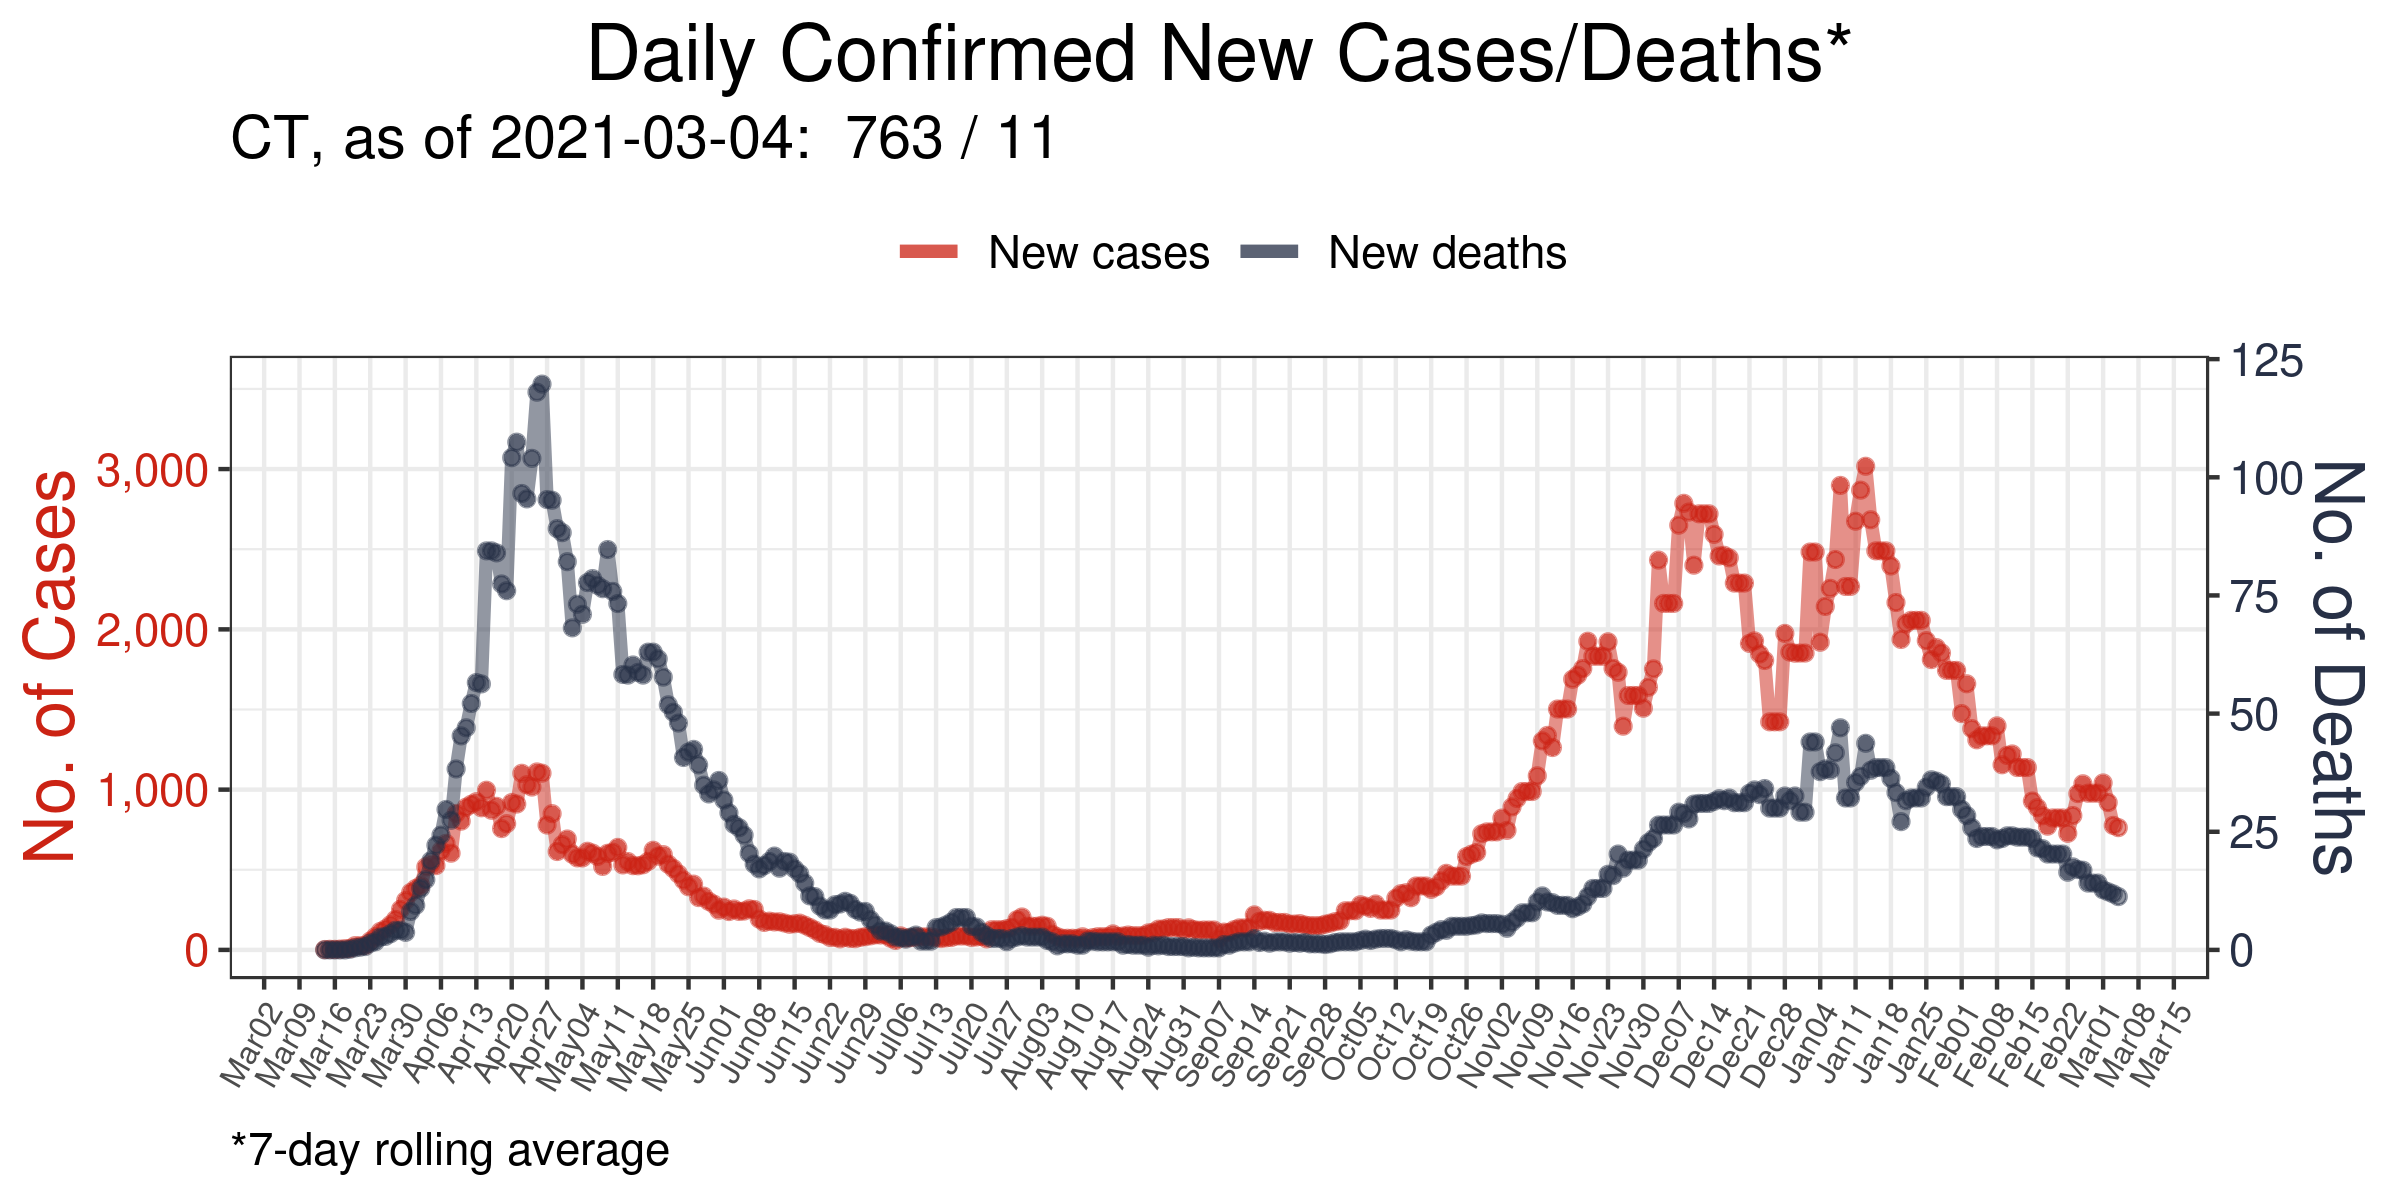 Daily Confirmed New Cases/Deaths*
CT, as of 2021-03-04:  763 / 11
New cases New deaths
No. of Cases
3,000
2,000
1,000
0
125
100
75
50
25
0
No. of Deaths
Mar02 Mar09 Mar16 Mar23 Mar30 Apr06 Apr13 Apr20 Apr27 May04 May11 May18 May25 Jun01 Jun08 Jun15 Jun22 Jun29 Jul06 Jul13 Jul20 Jul27 Aug03 Aug10 Aug17 Aug24 Aug31 Sep07 Sep14 Sep21 Sep28 Oct05 Oct12 Oct19 Oct26 Nov02 Nov09 Nov16 Nov23 Nov30 Dec07 Dec14 Dec21 Dec28 Jan04 Jan11 Jan18 Jan25 Feb01 Feb08 Feb15 Feb22 Mar01 Mar08 Mar15
*7-day rolling average